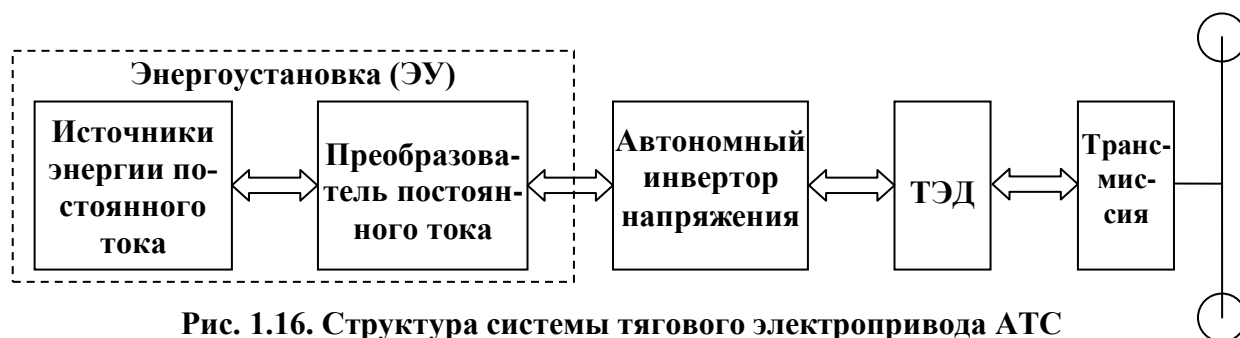 Энергоустановка (ЭУ)
Источники
энергии по-
стоянного
тока
Преобразова-
тель постоян-
ного тока
Автономный
инвертор
напряжения
ТЭД
Транс-
мис-
сия
Рис. 1.16. Структура системы тягового электропривода АТС